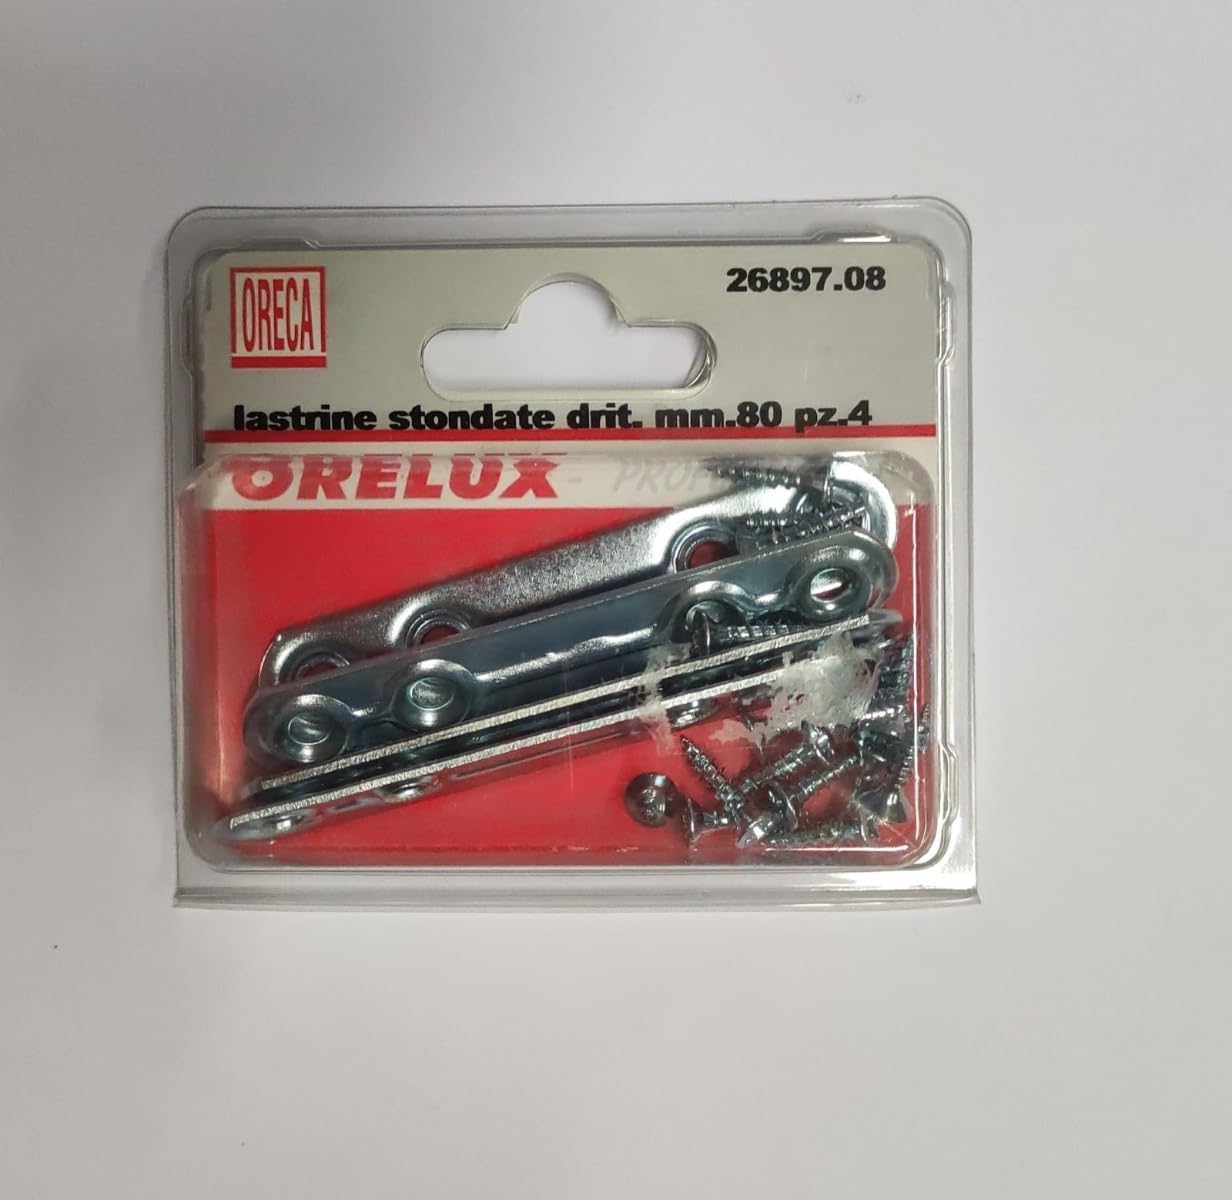 ORECA
26897.08
lastrine stondate drit. mm.80 pz.4
ORELUX -